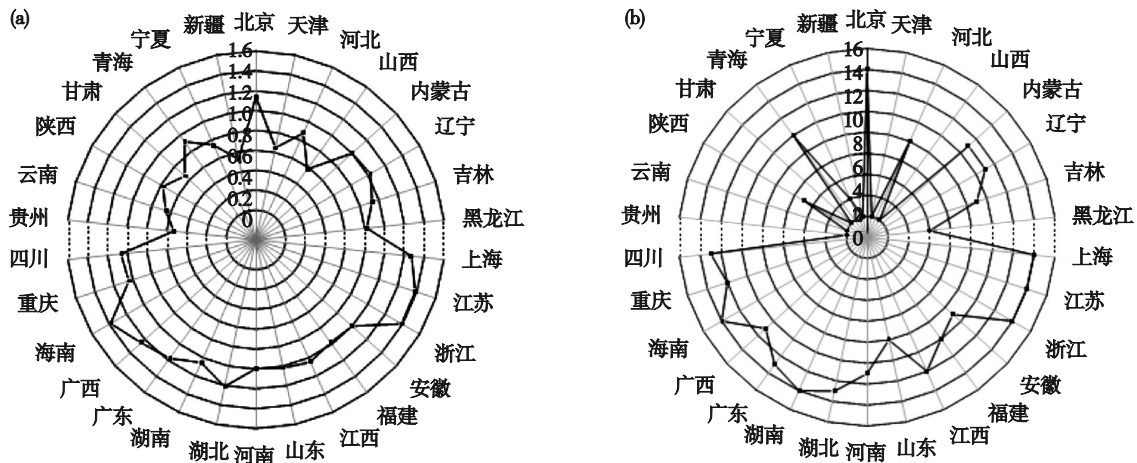 (a)
北京
天津
河北
山西
内蒙古
辽宁
吉林
黑龙江
上海
江苏
浙江
安徽
福建
江西
山东
河南
湖北
湖南
广东
广西
海南
重庆
四川
贵州
云南
陕西
甘肃
青海
宁夏
新疆
1.6
1.4
1.2
1.0
0.8
0.6
0.4
0.2
0
(b)
北京
天津
河北
山西
内蒙古
辽宁
吉林
黑龙江
上海
江苏
浙江
安徽
福建
江西
山东
河南
湖北
湖南
广东
广西
海南
重庆
四川
贵州
云南
陕西
甘肃
青海
宁夏
新疆
16
14
12
10
8
6
4
2
0